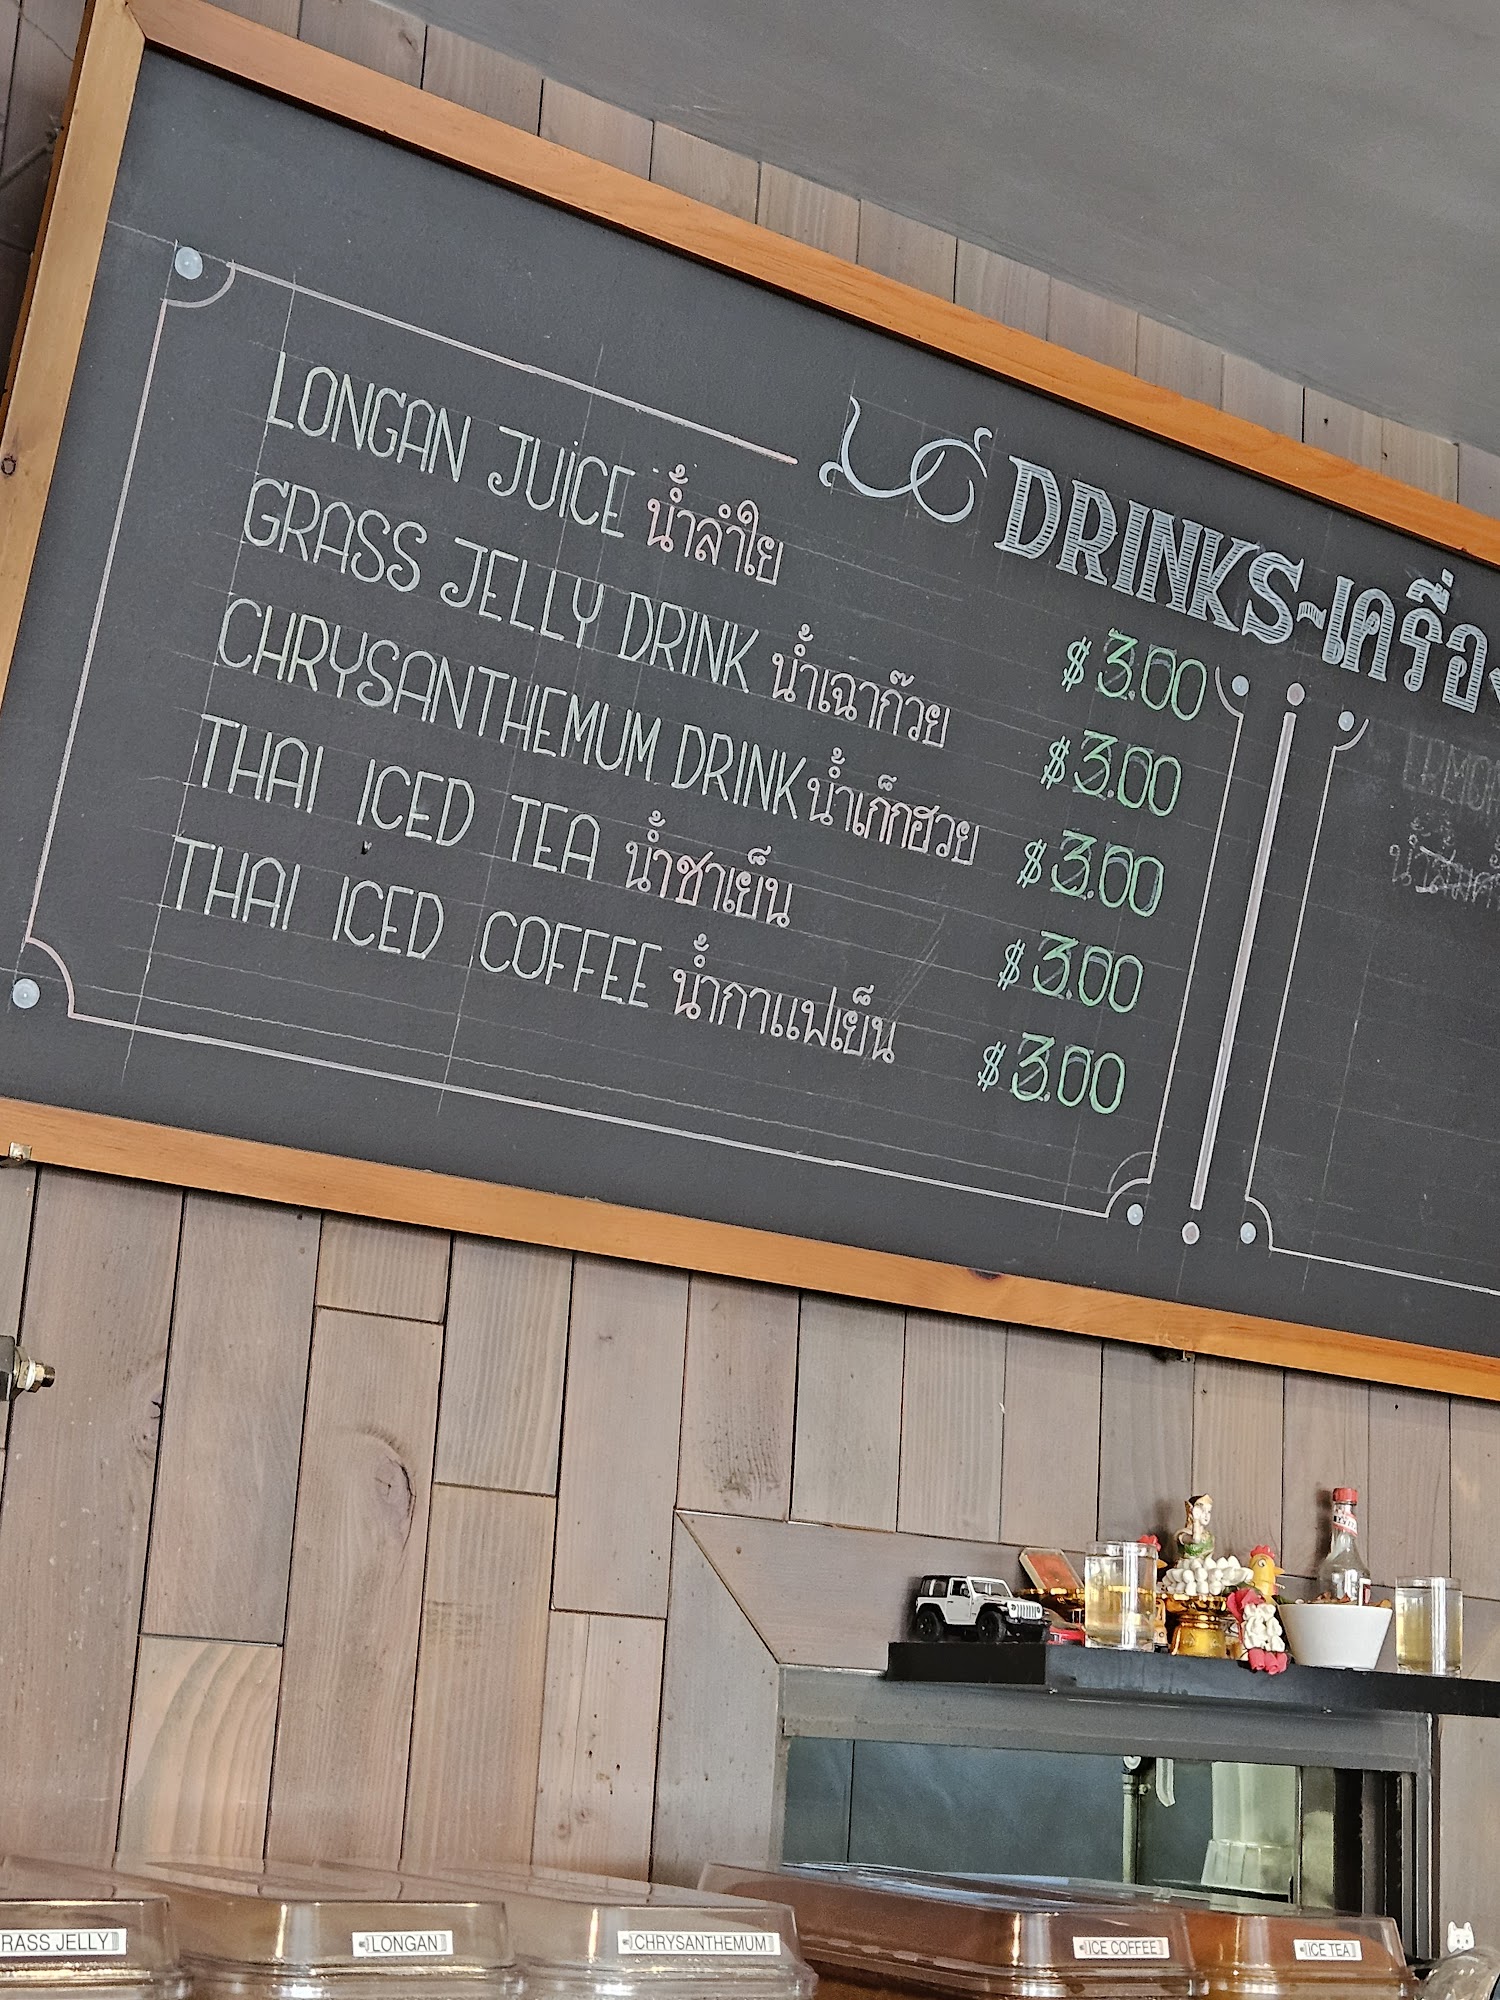 DRINKS~เครื่อง
LONGAN JUICE น้ำลำใย $3.00
GRASS JELLY DRINK น้ำเฉาก๊วย $3.00
CHRYSANTHEMUM DRINK น้ำเก็กฮวย $3.00
THAI ICED TEA น้ำชาเย็น $3.00
THAI ICED COFFEE น้ำกาแฟเย็น $3.00
RASS JELLY
LONGAN
CHRYSANTHEMUM
ICE COFFEE
ICE TEA